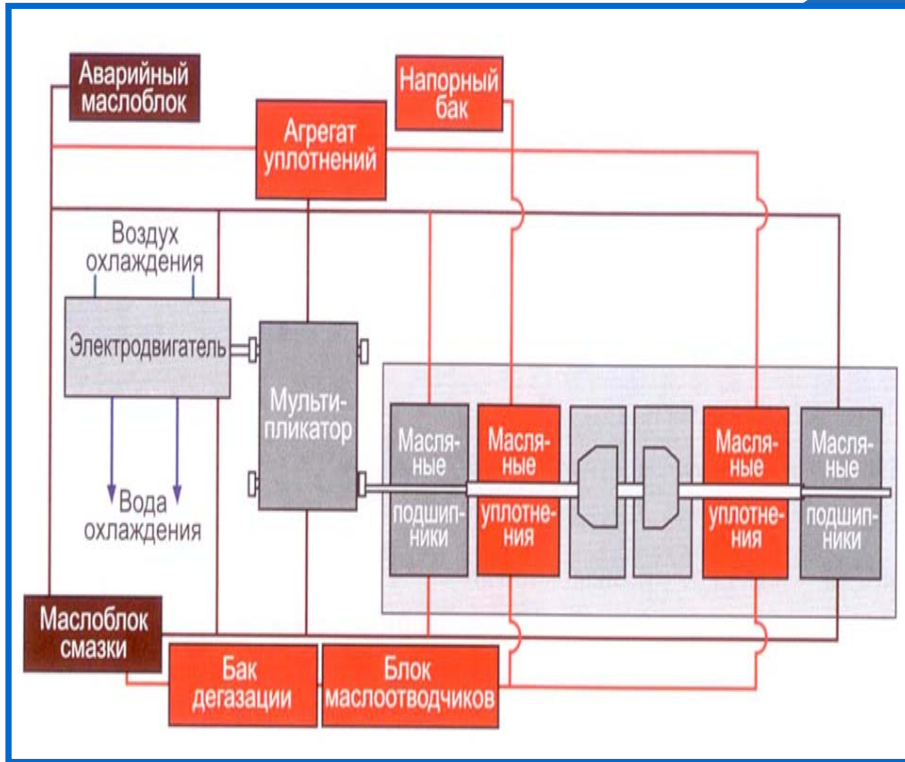 Аварийный
маслоблок
Напорный
бак
Агрегат
уплотнений
Воздух
охлаждения
Электродвигатель
Мульти-
пликатор
Масля-
ные
подшип-
ники
Масля-
ные
уплотне-
ния
Масля-
ные
уплотне-
ния
Масля-
ные
подшип-
ники
Вода
охлаждения
Маслоблок
смазки
Бак
дегазации
Блок
маслоотводчиков